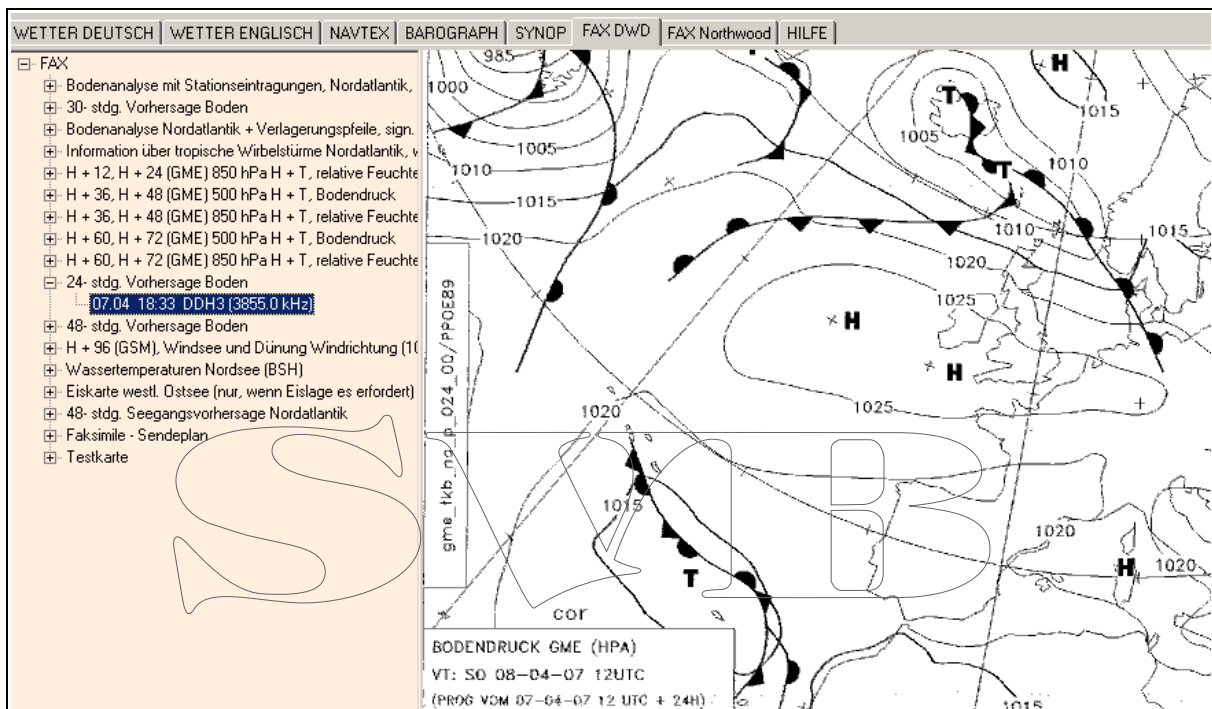 WETTER DEUTSCH WETTER ENGLISCH NAVTEX BAROGRAPH SYNOP FAX DWD FAX Northwood HILFE
FAX
Bodenanalyse mit Stationseintragungen, Nordatlantik,
30- stdg. Vorhersage Boden
Bodenanalyse Nordatlantik + Verlagerungspfeile, sign.
Information über tropische Wirbelstürme Nordatlantik, w
H + 12, H + 24 (GME) 850 hPa H + T, relative Feuchte
H + 36, H + 48 (GME) 500 hPa H + T, Bodendruck
H + 36, H + 48 (GME) 850 hPa H + T, relative Feuchte
H + 60, H + 72 (GME) 500 hPa H + T, Bodendruck
H + 60, H + 72 (GME) 850 hPa H + T, relative Feuchte
24- stdg. Vorhersage Boden
07.04 18:33 DDH3 (3855.0 kHz)
48- stdg. Vorhersage Boden
H + 96 (GSM), Windsee und Dünung Windrichtung (10
Wassertemperaturen Nordsee (BSH)
Eiskarte westl. Ostsee (nur, wenn Eislage es erfordert)
48- stdg. Seegangsvorhersage Nordatlantik
Faksimile - Sendeplan
Testkarte
985
H
1000
T
1015
1005
1005
1010
T
1010
1015
1020
1010
1015
1020
1025
H
H
1025
1020
1015
1020
T
H
1020
cor
1015
gme_tkb_na_p_024_00/PPOE89
BODENDRUCK GME (HPA)
VT: SO 08-04-07 12UTC
(PROG VOM 07-04-07 12 UTC + 24H)
SVB